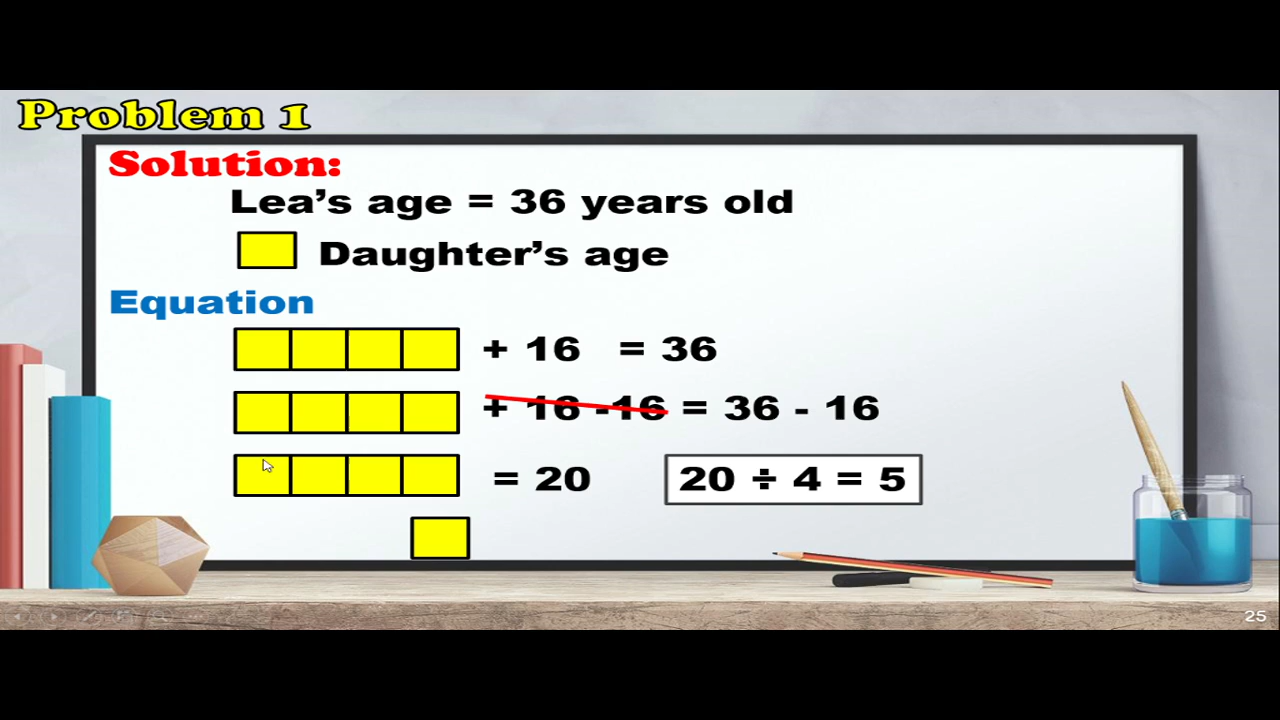 Problem 1
Solution:
Lea's age = 36 years old
Daughter's age
Equation
+ 16 = 36
+ 16 -16 = 36 - 16
= 20
20 ÷ 4 = 5
25